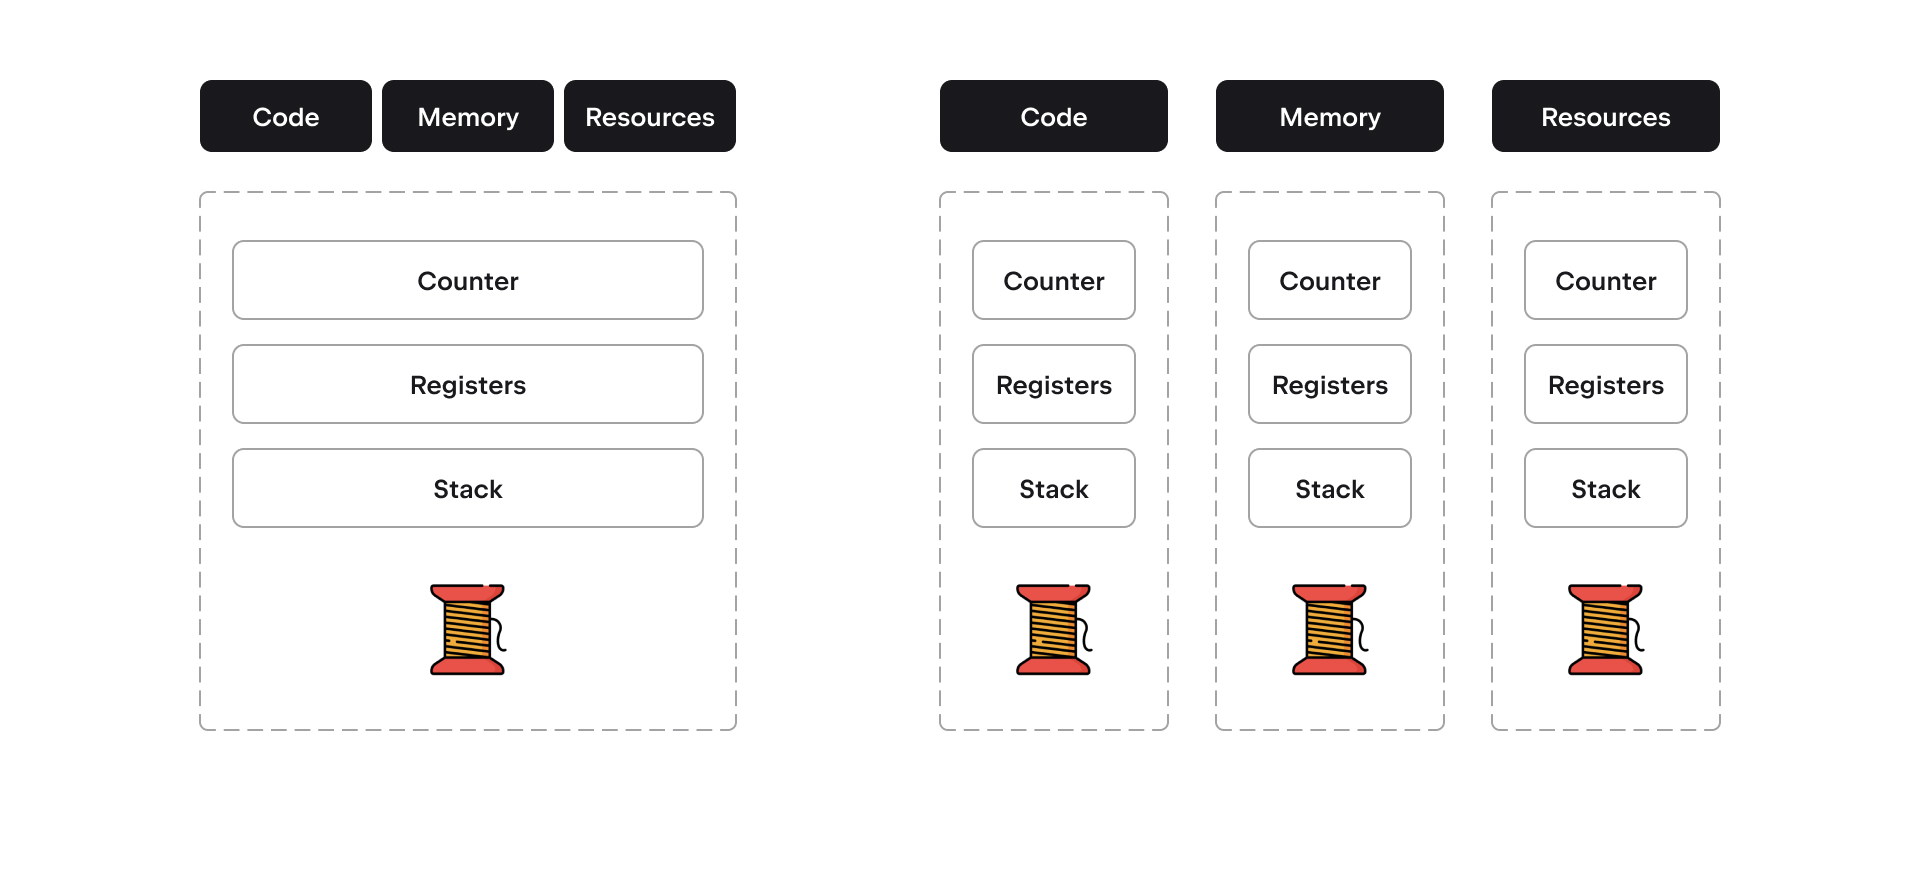 Code
Memory
Resources
Counter
Registers
Stack
Code
Memory
Resources
Counter
Counter
Counter
Registers
Registers
Registers
Stack
Stack
Stack